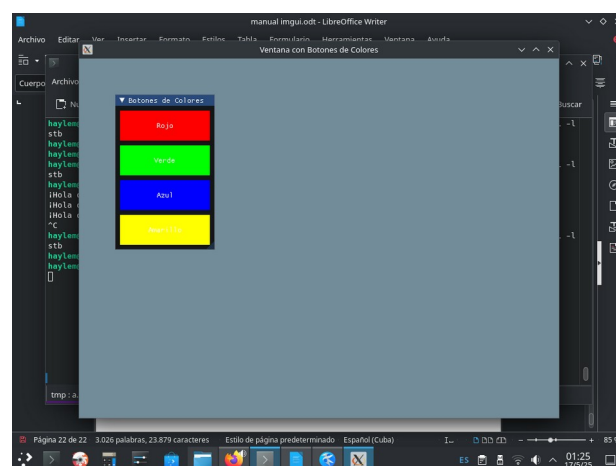 manual imgui.odt - LibreOffice Writer
Archivo Editar Ver Insertar Formato Estilos Tabla Formulario Herramientas Ventana Ayuda
Ventana con Botones de Colores
Cuerpo
Archivo
Buscar
Botones de Colores
Rojo
Verde
Azul
Amarillo
stb
stb
¡Hola
¡Hola
¡Hola
^C
stb
tmp : a.
Página 22 de 22 3.026 palabras, 23.879 caracteres Estilo de página predeterminado Español (Cuba)
ES 01:25
17/5/25